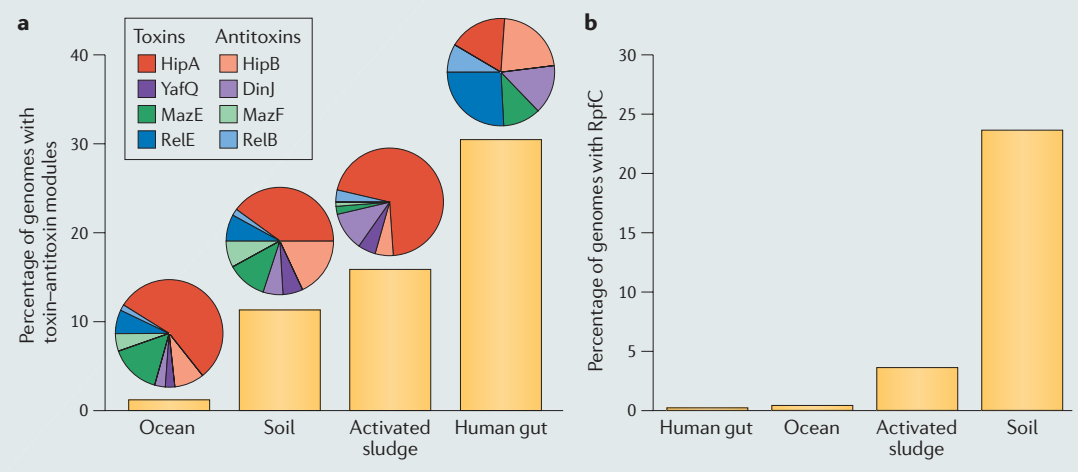 a
Toxins Antitoxins
HipA HipB
YafQ DinJ
MazE MazF
RelE RelB
Percentage of genomes with
toxin–antitoxin modules
40
30
20
10
0
Ocean Soil Activated
sludge Human gut
b
Percentage of genomes with RpfC
30
25
20
15
10
5
0
Human gut Ocean Activated
sludge Soil